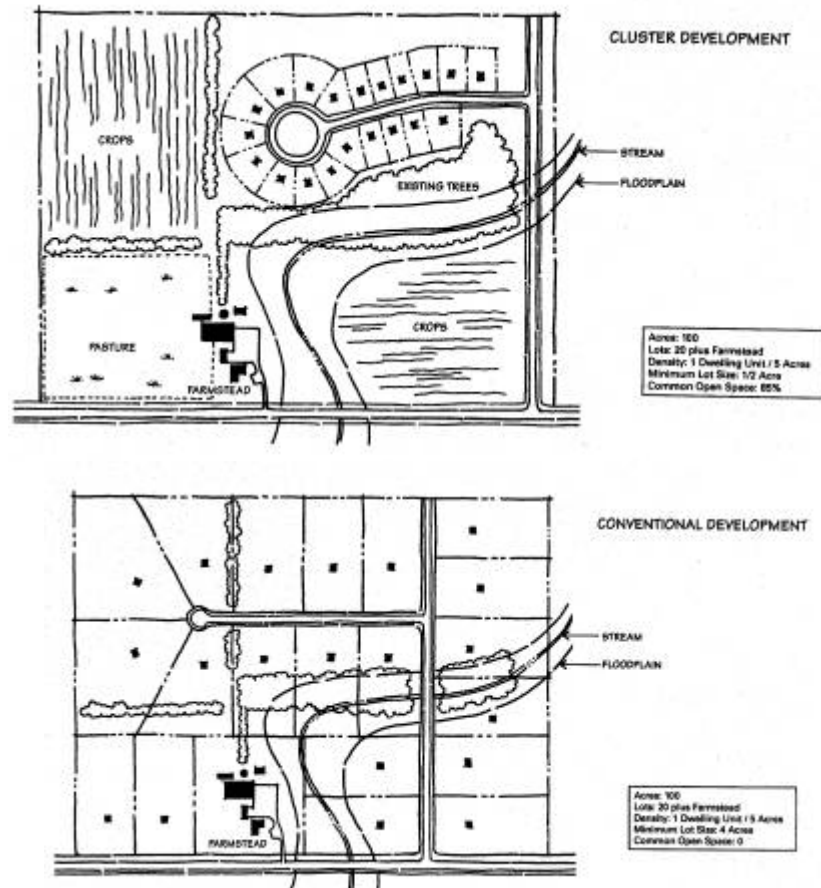 CLUSTER DEVELOPMENT
CROPS
STREAM
EXISTING TREES
FLOODPLAIN
CROPS
PASTURE
FARMSTEAD
Acres: 100
Lots: 20 plus Farmstead
Density: 1 Dwelling Unit / 5 Acres
Minimum Lot Size: 1/2 Acre
Common Open Space: 85%
CONVENTIONAL DEVELOPMENT
STREAM
FLOODPLAIN
FARMSTEAD
Acres: 100
Lots: 20 plus Farmstead
Density: 1 Dwelling Unit / 5 Acres
Minimum Lot Size: 4 Acres
Common Open Space: 0